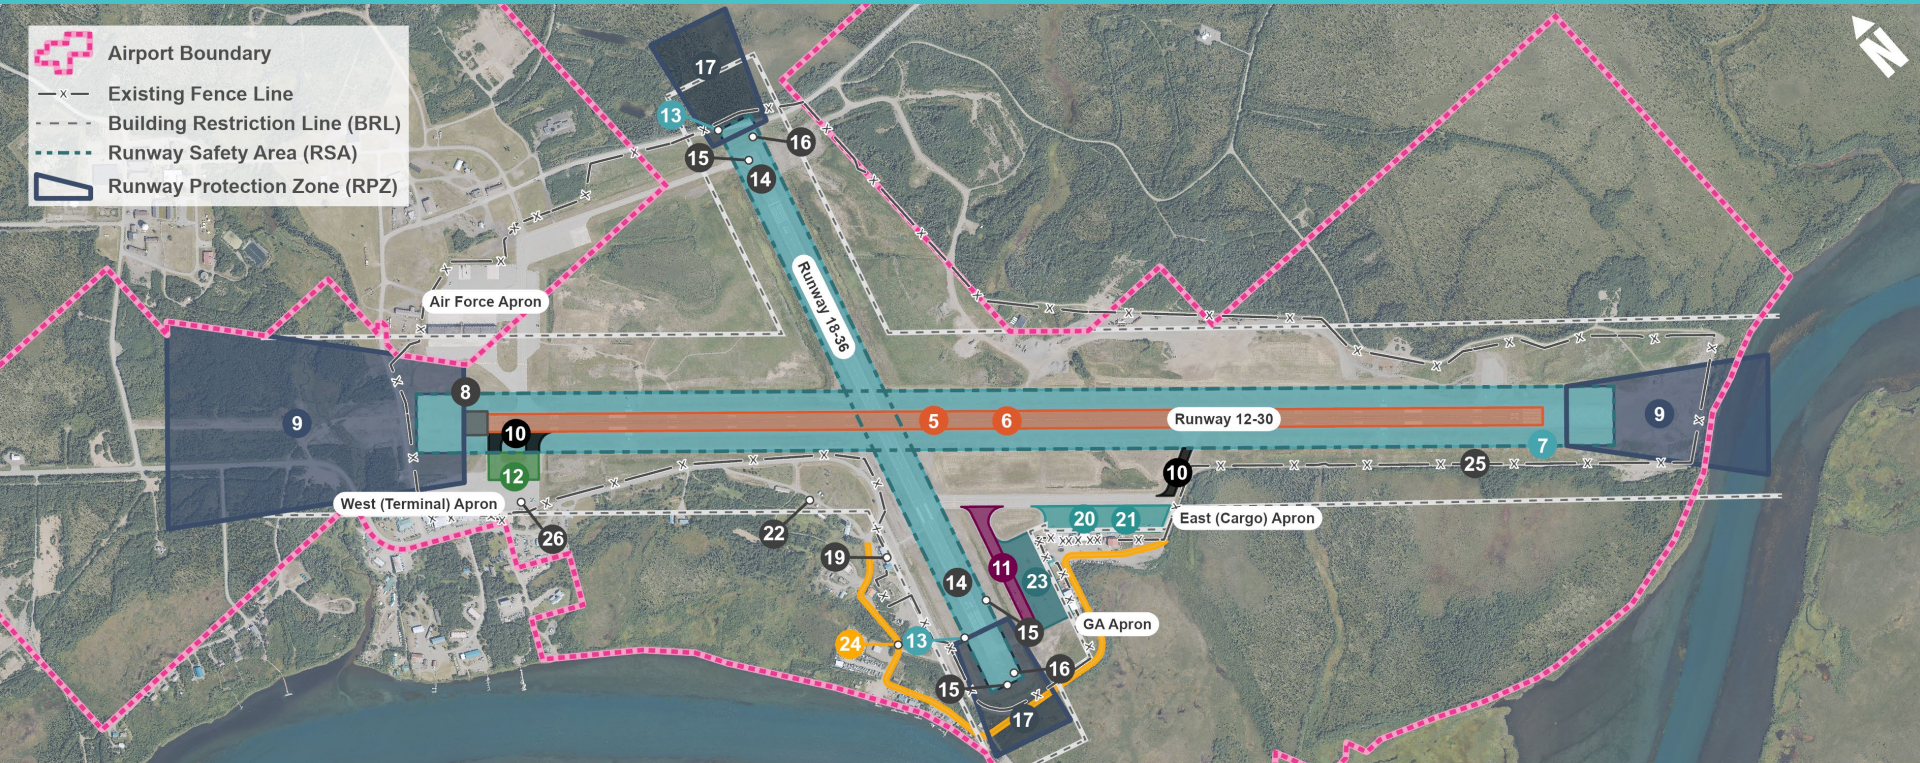 N
Airport Boundary
Existing Fence Line
Building Restriction Line (BRL)
Runway Safety Area (RSA)
Runway Protection Zone (RPZ)
17
13
16
15
14
Runway 18-36
Air Force Apron
8
9
5
6
Runway 12-30
9
10
7
12
10
25
West (Terminal) Apron
26
22
20
21
East (Cargo) Apron
19
11
14
23
GA Apron
15
24
13
16
15
17